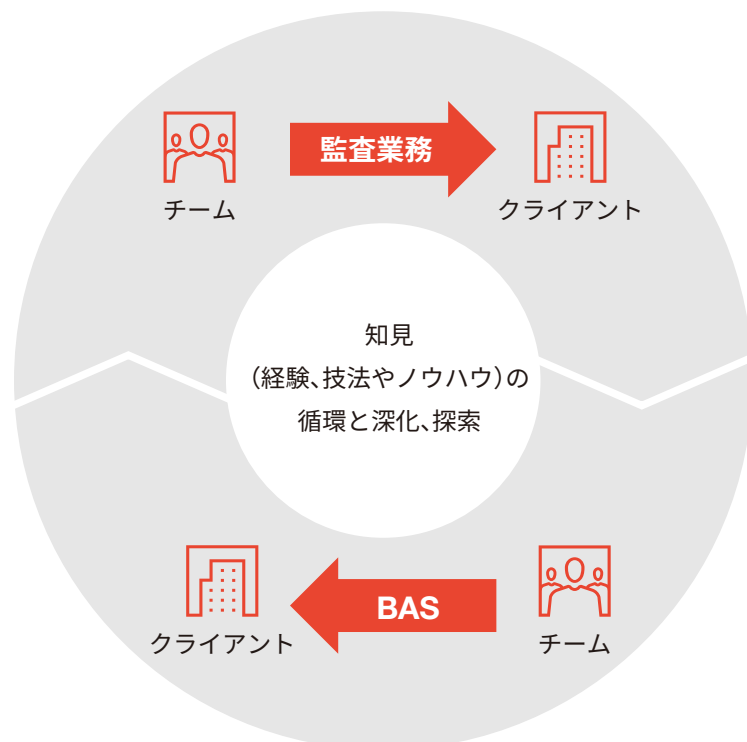 監査業務
チーム
クライアント
知見
（経験、技法やノウハウ）の
循環と深化、探索
BAS
クライアント
チーム